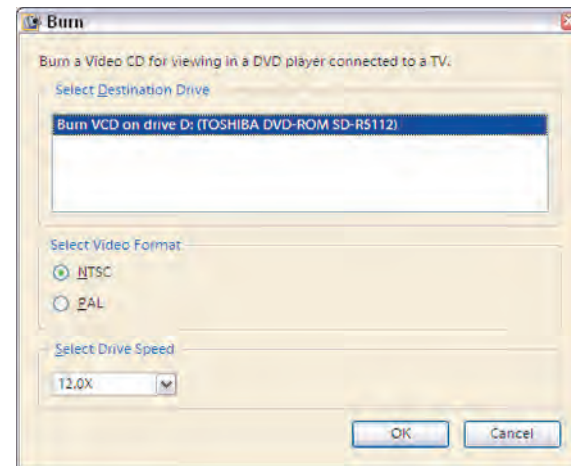 Burn
Burn a Video CD for viewing in a DVD player connected to a TV.
Select Destination Drive
Burn VCD on drive D: (TOSHIBA DVD-ROM SD-R5112)
Select Video Format
NTSC
PAL
Select Drive Speed
12.0X
OK Cancel